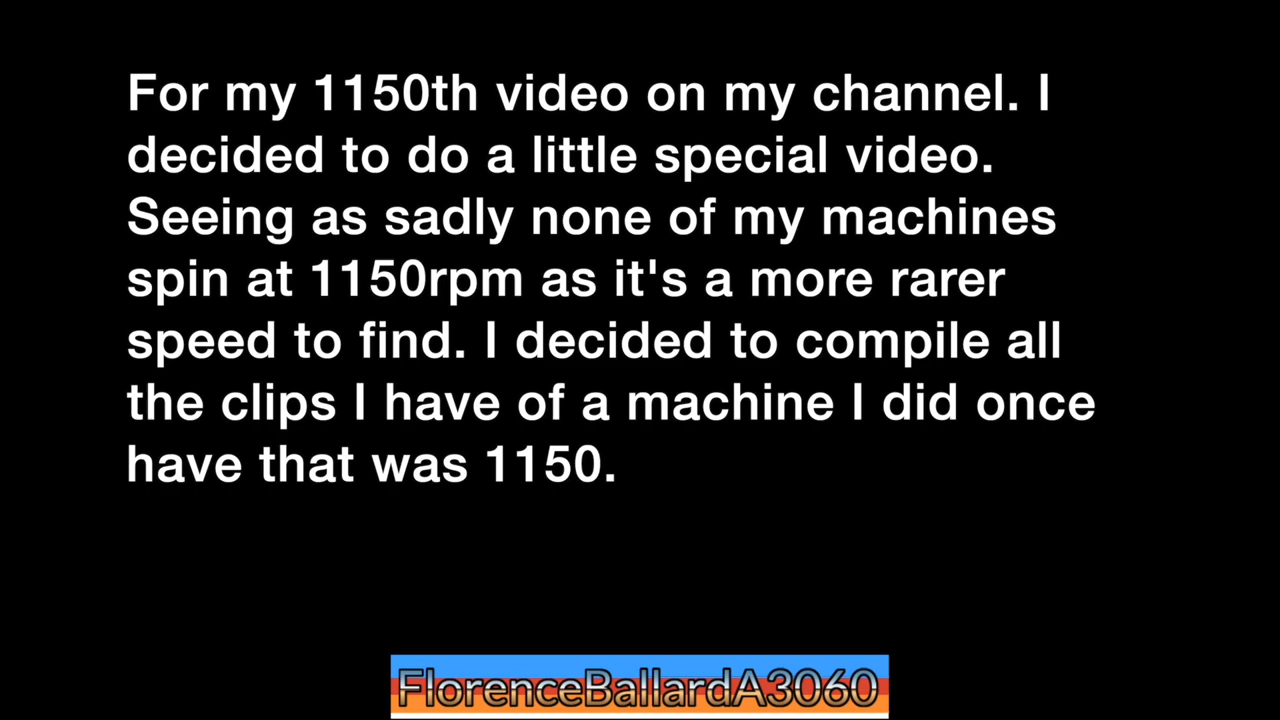 For my 1150th video on my channel. I
decided to do a little special video.
Seeing as sadly none of my machines
spin at 1150rpm as it's a more rarer
speed to find. I decided to compile all
the clips I have of a machine I did once
have that was 1150.
FlorenceBallardA3060